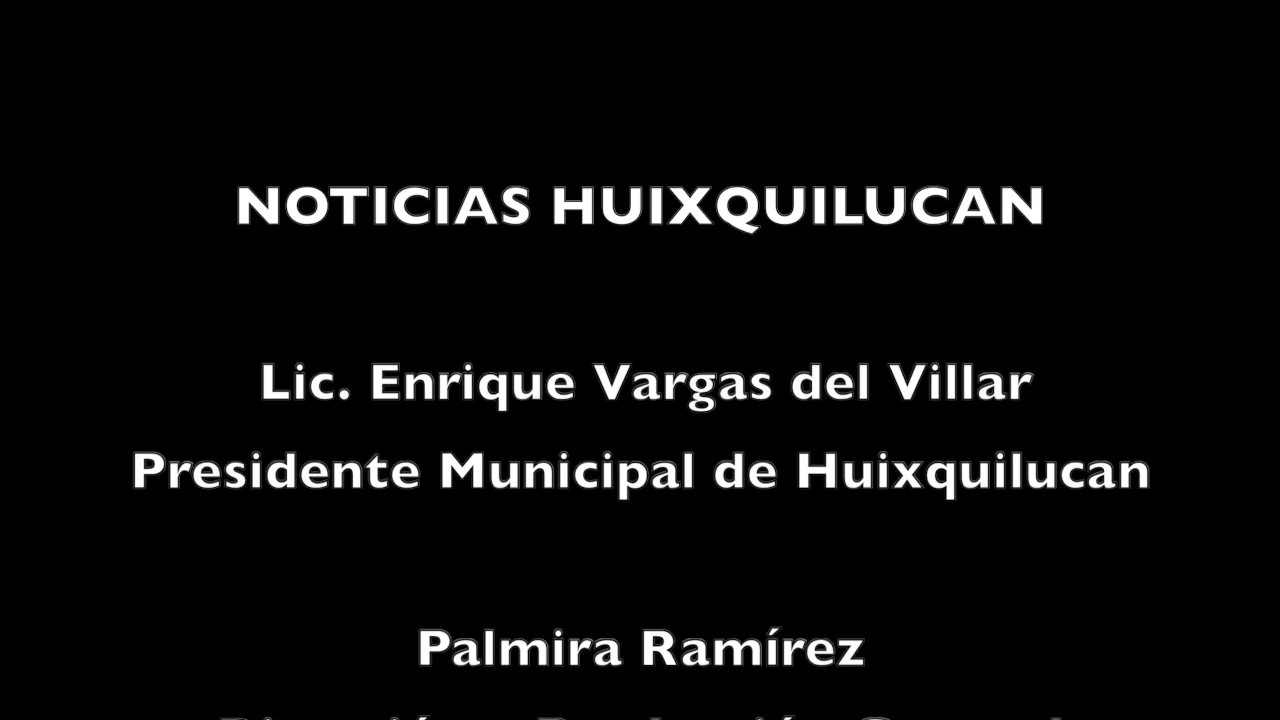 NOTICIAS HUIXQUILUCAN
Lic. Enrique Vargas del Villar
Presidente Municipal de Huixquilucan
Palmira Ramírez